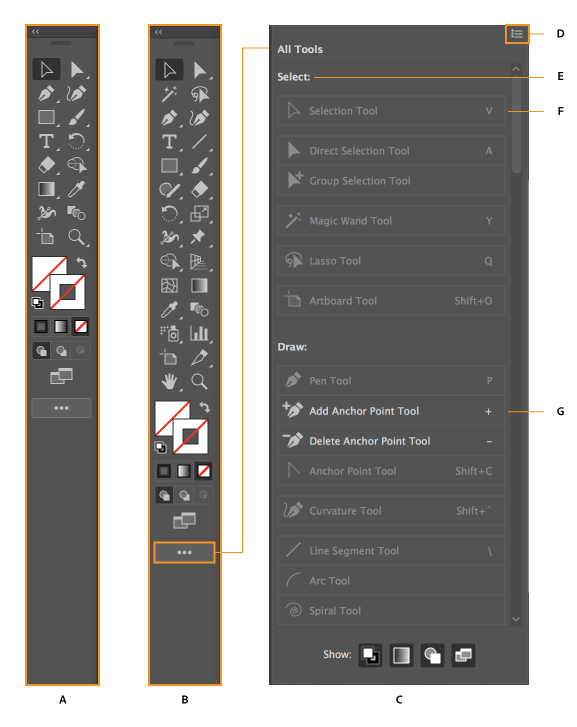 D
All Tools
Select: E
Selection Tool V F
Direct Selection Tool A
Group Selection Tool
Magic Wand Tool Y
Lasso Tool Q
Artboard Tool Shift+O
Draw:
Pen Tool P
Add Anchor Point Tool + G
Delete Anchor Point Tool –
Anchor Point Tool Shift+C
Curvature Tool Shift+`
Line Segment Tool \
Arc Tool
Spiral Tool
Show:
A B C